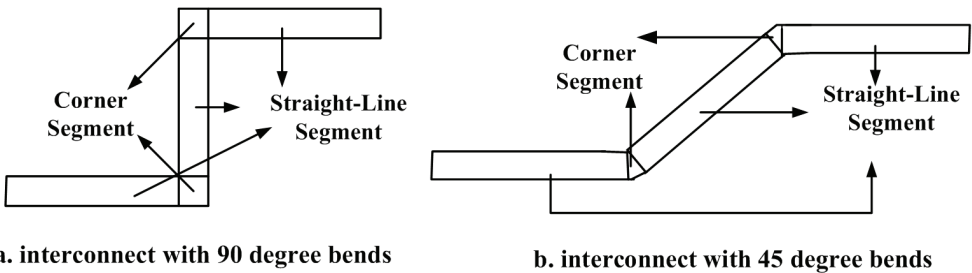 Corner
Segment
Straight-Line
Segment
a. interconnect with 90 degree bends
Corner
Segment
Straight-Line
Segment
b. interconnect with 45 degree bends